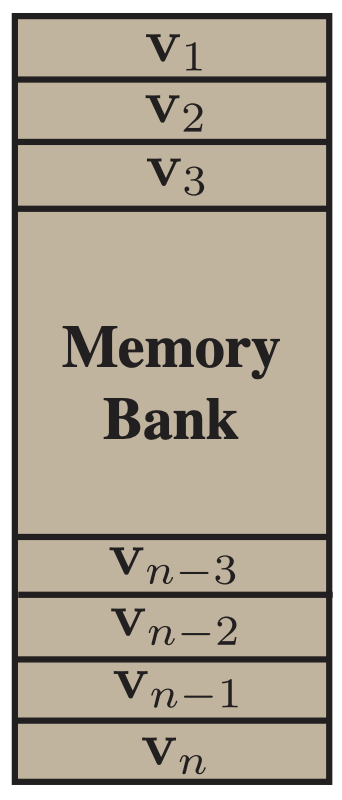 v₁
v₂
v₃
Memory
Bank
vₙ₋₃
vₙ₋₂
vₙ₋₁
vₙ